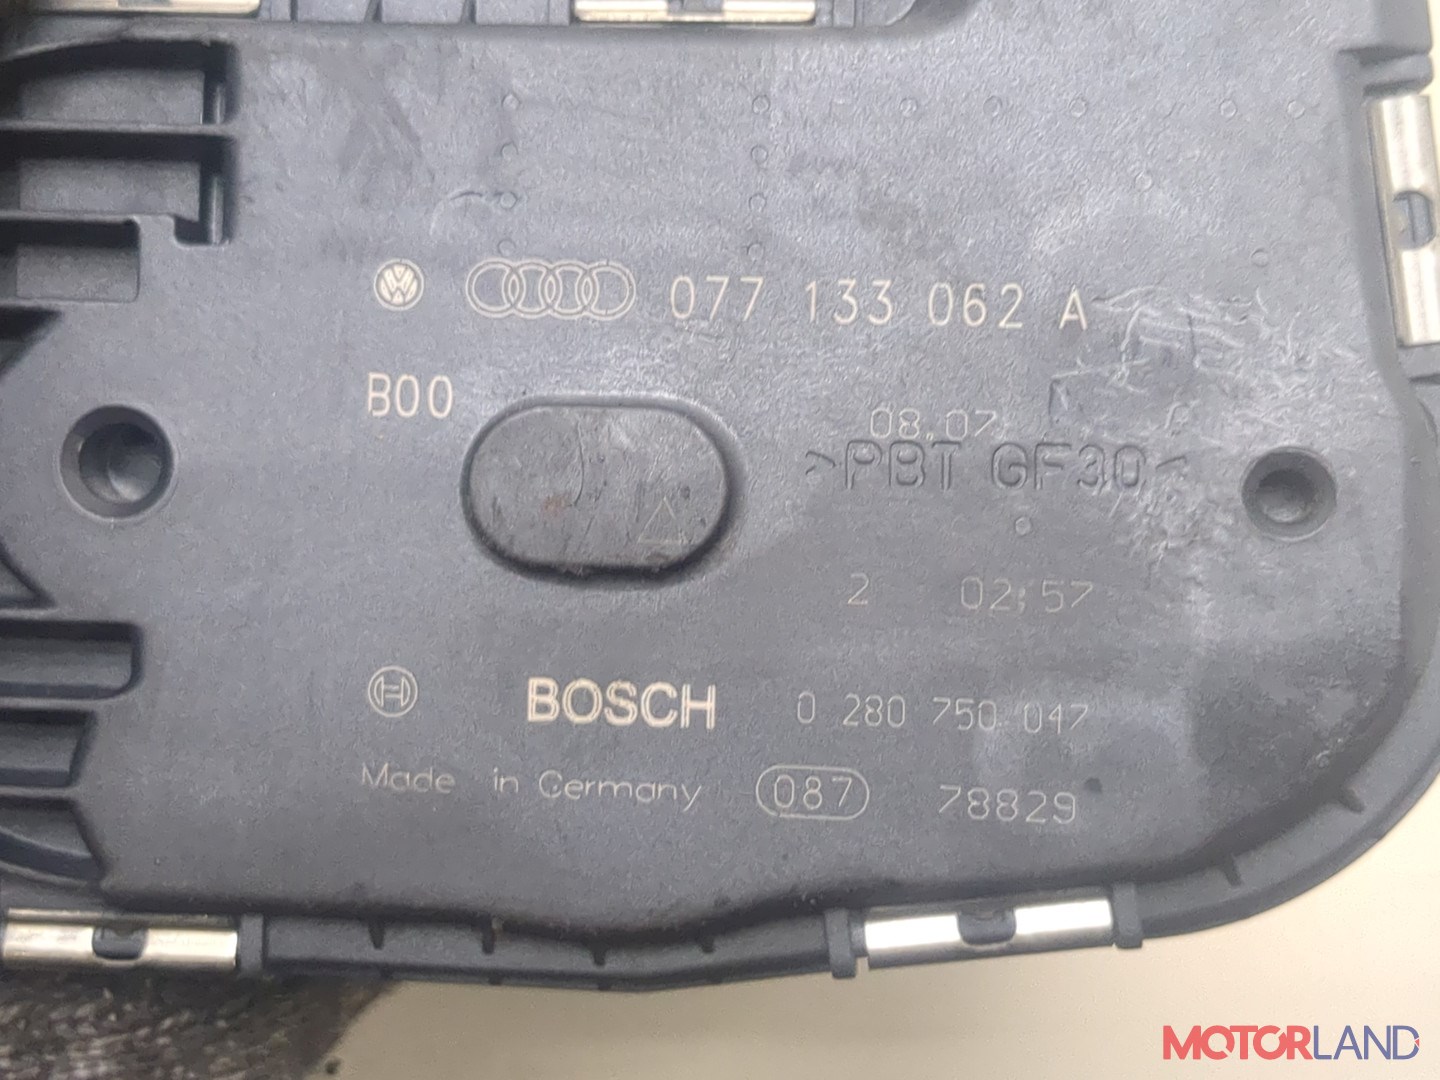 077 133 062 A
B00
08.07
>PBT GF30<
2 02:57
BOSCH 0 280 750 047
Made in Germany 087 78829
MOTORLAND